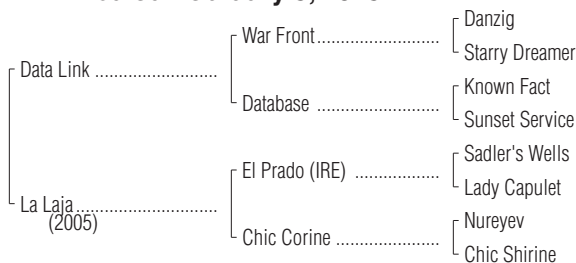 Danzig
War Front
Starry Dreamer
Data Link
Known Fact
Database
Sunset Service
Sadler's Wells
El Prado (IRE)
Lady Capulet
La Laja
(2005)
Nureyev
Chic Corine
Chic Shirine